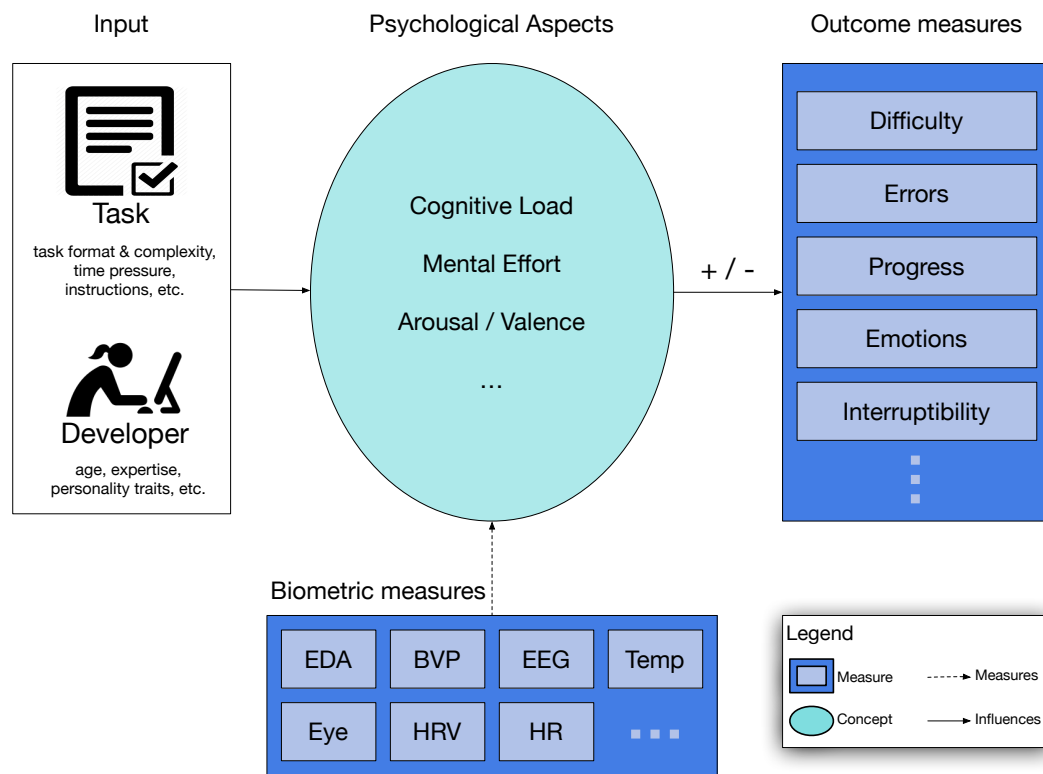 Input
Psychological Aspects
Outcome measures
Task
task format & complexity,
time pressure,
instructions, etc.
Developer
age, expertise,
personality traits, etc.
Cognitive Load
Mental Effort
Arousal / Valence
...
+ / -
Difficulty
Errors
Progress
Emotions
Interruptibility
Biometric measures
EDA
BVP
EEG
Temp
Eye
HRV
HR
Legend
Measure
Measures
Concept
Influences